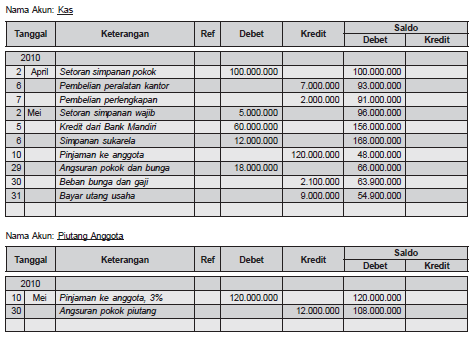 Nama Akun: Kas
Tanggal Keterangan Ref Debet Kredit Saldo
Debet Kredit
2010
2 April Setoran simpanan pokok 100.000.000 100.000.000
6 Pembelian peralatan kantor 7.000.000 93.000.000
7 Pembelian perlengkapan 2.000.000 91.000.000
2 Mei Setoran simpanan wajib 5.000.000 96.000.000
5 Kredit dari Bank Mandiri 60.000.000 156.000.000
6 Simpanan sukarela 12.000.000 168.000.000
10 Pinjaman ke anggota 120.000.000 48.000.000
29 Angsuran pokok dan bunga 18.000.000 66.000.000
30 Beban bunga dan gaji 2.100.000 63.900.000
31 Bayar utang usaha 9.000.000 54.900.000
Nama Akun: Piutang Anggota
Tanggal Keterangan Ref Debet Kredit Saldo
Debet Kredit
2010
10 Mei Pinjaman ke anggota, 3% 120.000.000 120.000.000
30 Angsuran pokok piutang 12.000.000 108.000.000